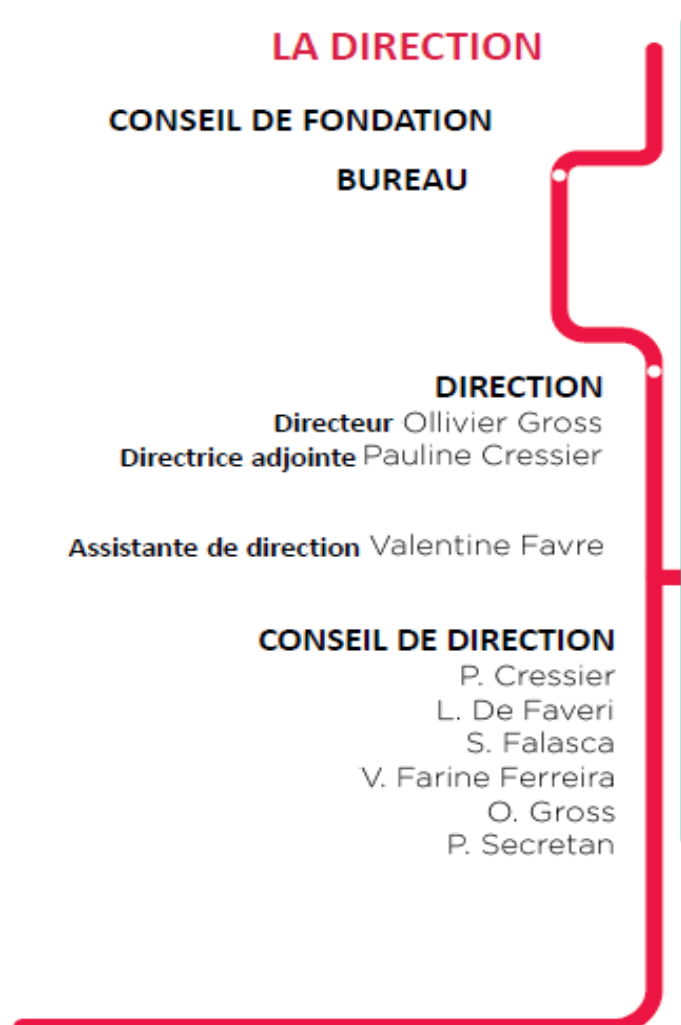 LA DIRECTION
CONSEIL DE FONDATION
BUREAU
DIRECTION
Directeur Ollivier Gross
Directrice adjointe Pauline Cressier
Assistante de direction Valentine Favre
CONSEIL DE DIRECTION
P. Cressier
L. De Faveri
S. Falasca
V. Farine Ferreira
O. Gross
P. Secretan